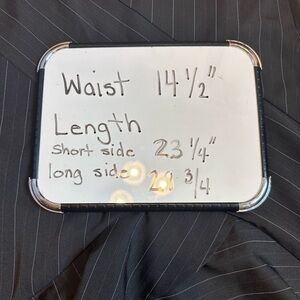 Waist 14 1/2"
Length
Short side 23 1/4"
long side 3/4